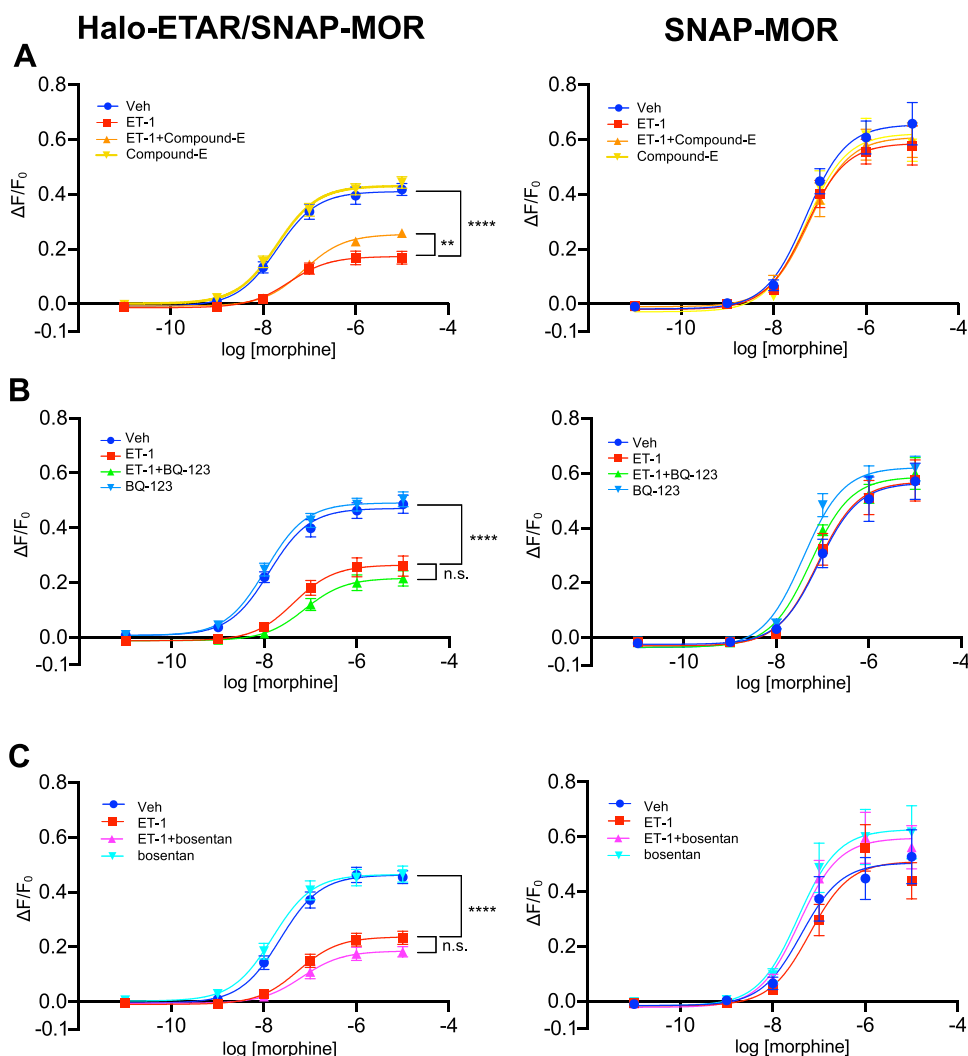 Halo-ETAR/SNAP-MOR
SNAP-MOR
A
0.8
0.6
0.4
0.2
0.0
-0.1
ΔF/F0
Veh
ET-1
ET-1+Compound-E
Compound-E
****
**
-10
-8
-6
-4
log [morphine]
0.8
0.6
0.4
0.2
0.0
-0.1
ΔF/F0
Veh
ET-1
ET-1+Compound-E
Compound-E
-10
-8
-6
-4
log [morphine]
B
0.8
0.6
0.4
0.2
0.0
-0.1
ΔF/F0
Veh
ET-1
ET-1+BQ-123
BQ-123
****
n.s.
-10
-8
-6
-4
log [morphine]
0.8
0.6
0.4
0.2
0.0
-0.1
ΔF/F0
Veh
ET-1
ET-1+BQ-123
BQ-123
-10
-8
-6
-4
log [morphine]
C
0.8
0.6
0.4
0.2
0.0
-0.1
ΔF/F0
Veh
ET-1
ET-1+bosentan
bosentan
****
n.s.
-10
-8
-6
-4
log [morphine]
0.8
0.6
0.4
0.2
0.0
-0.1
ΔF/F0
Veh
ET-1
ET-1+bosentan
bosentan
-10
-8
-6
-4
log [morphine]